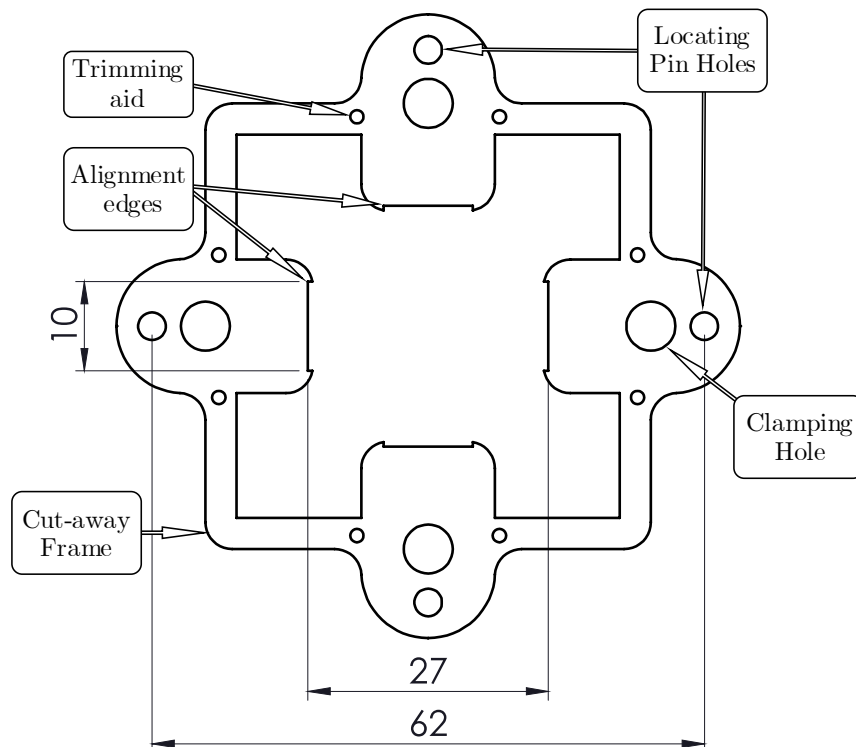 Locating
Pin Holes
Trimming
aid
Alignment
edges
10
Clamping
Hole
Cut-away
Frame
27
62